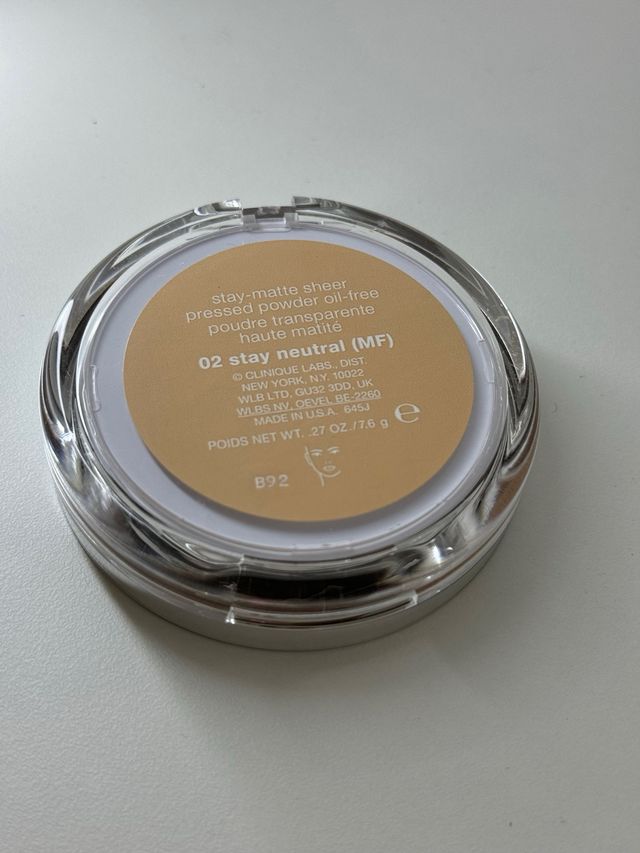 stay-matte sheer
pressed powder oil-free
poudre transparente
haute matité
02 stay neutral (MF)
© CLINIQUE LABS., DIST.
NEW YORK, N.Y. 10022
WLB LTD, GU32 3DD, UK
WLBS NV, OEVEL BE-2260
MADE IN U.S.A. 645J
POIDS NET WT. .27 OZ./7.6 g ℮
B92